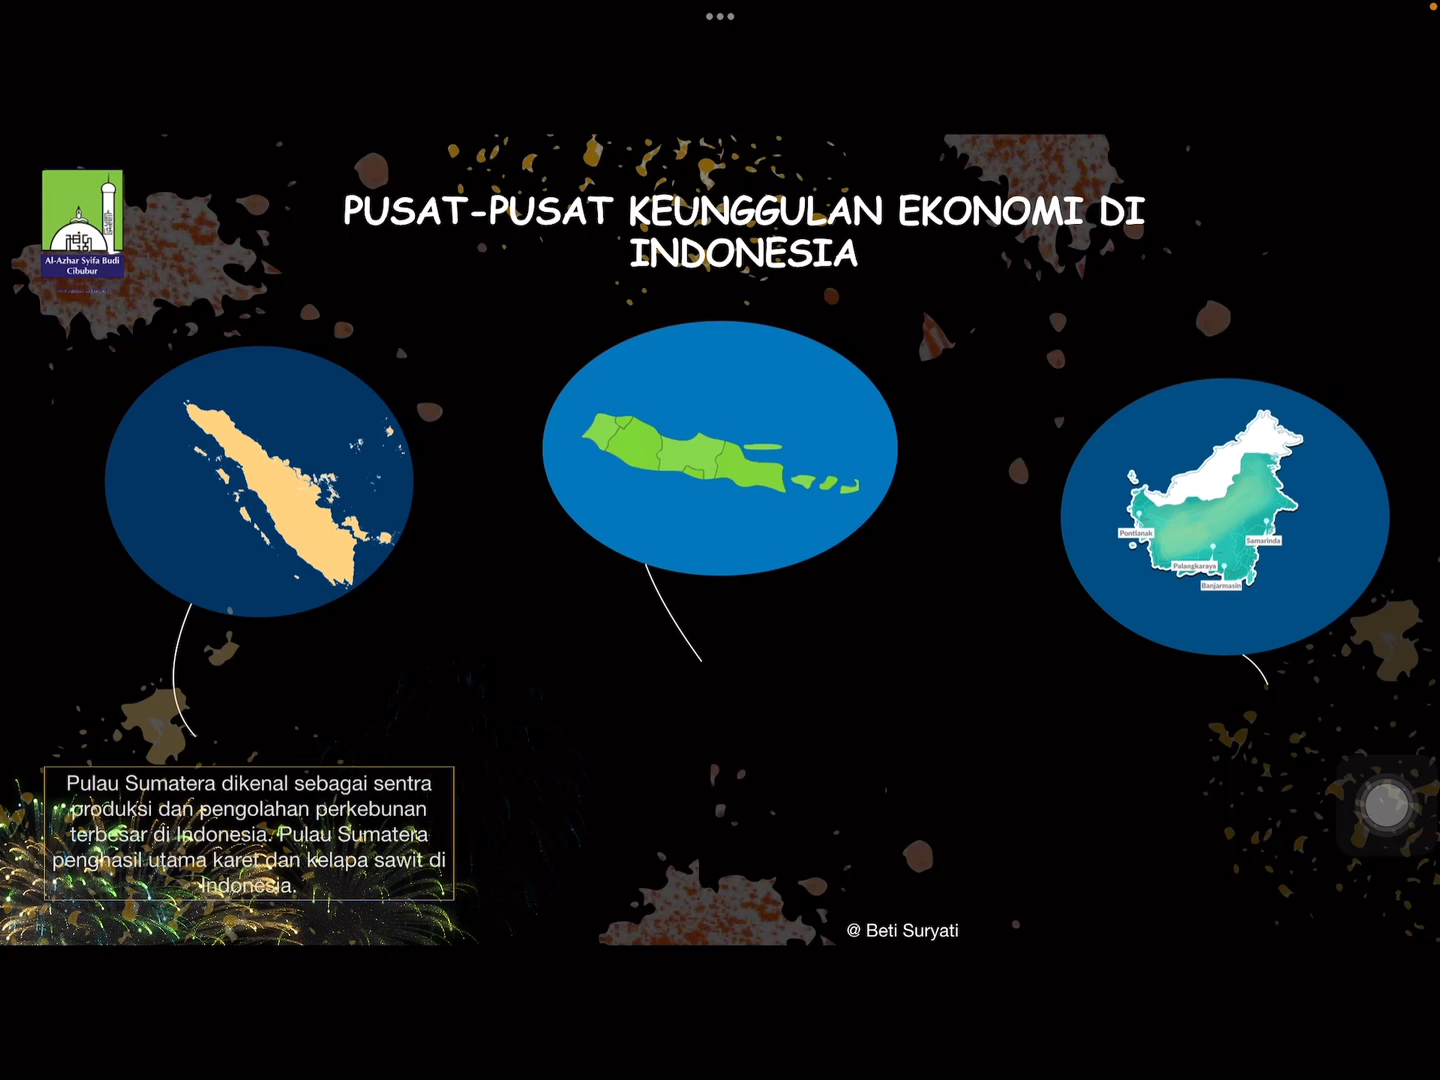 PUSAT-PUSAT KEUNGGULAN EKONOMI DI
INDONESIA
Al-Azhar Syifa Budi
Cibubur
Pontianak
Samarinda
Palangkaraya
Banjarmasin
Pulau Sumatera dikenal sebagai sentra
produksi dan pengolahan perkebunan
terbesar di Indonesia. Pulau Sumatera
penghasil utama karet dan kelapa sawit di
Indonesia.
@ Beti Suryati